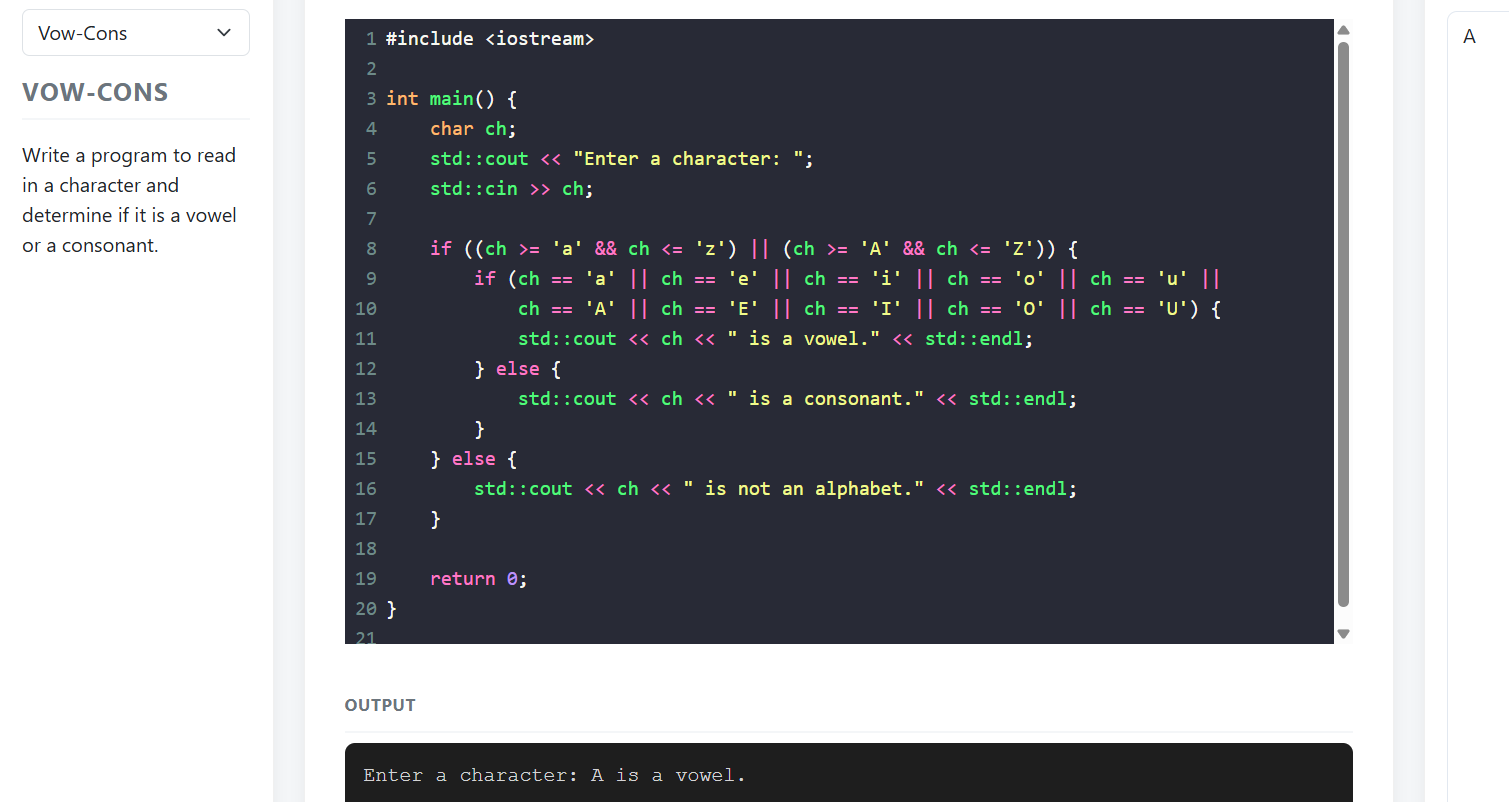 Vow-Cons
VOW-CONS
Write a program to read
in a character and
determine if it is a vowel
or a consonant.
1 #include <iostream>
2
3 int main() {
4     char ch;
5     std::cout << "Enter a character: ";
6     std::cin >> ch;
7
8     if ((ch >= 'a' && ch <= 'z') || (ch >= 'A' && ch <= 'Z')) {
9         if (ch == 'a' || ch == 'e' || ch == 'i' || ch == 'o' || ch == 'u' ||
10             ch == 'A' || ch == 'E' || ch == 'I' || ch == 'O' || ch == 'U') {
11             std::cout << ch << " is a vowel." << std::endl;
12         } else {
13             std::cout << ch << " is a consonant." << std::endl;
14         }
15     } else {
16         std::cout << ch << " is not an alphabet." << std::endl;
17     }
18
19     return 0;
20 }
21
OUTPUT
Enter a character: A is a vowel.
A